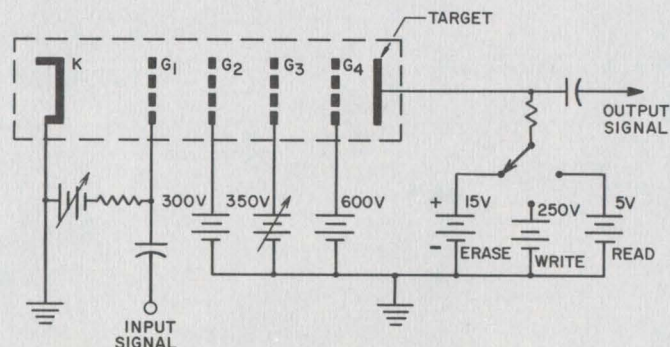 TARGET
K
G1
G2
G3
G4
OUTPUT
SIGNAL
300V
350V
600V
+
15V
250V
5V
−
ERASE
WRITE
READ
INPUT
SIGNAL